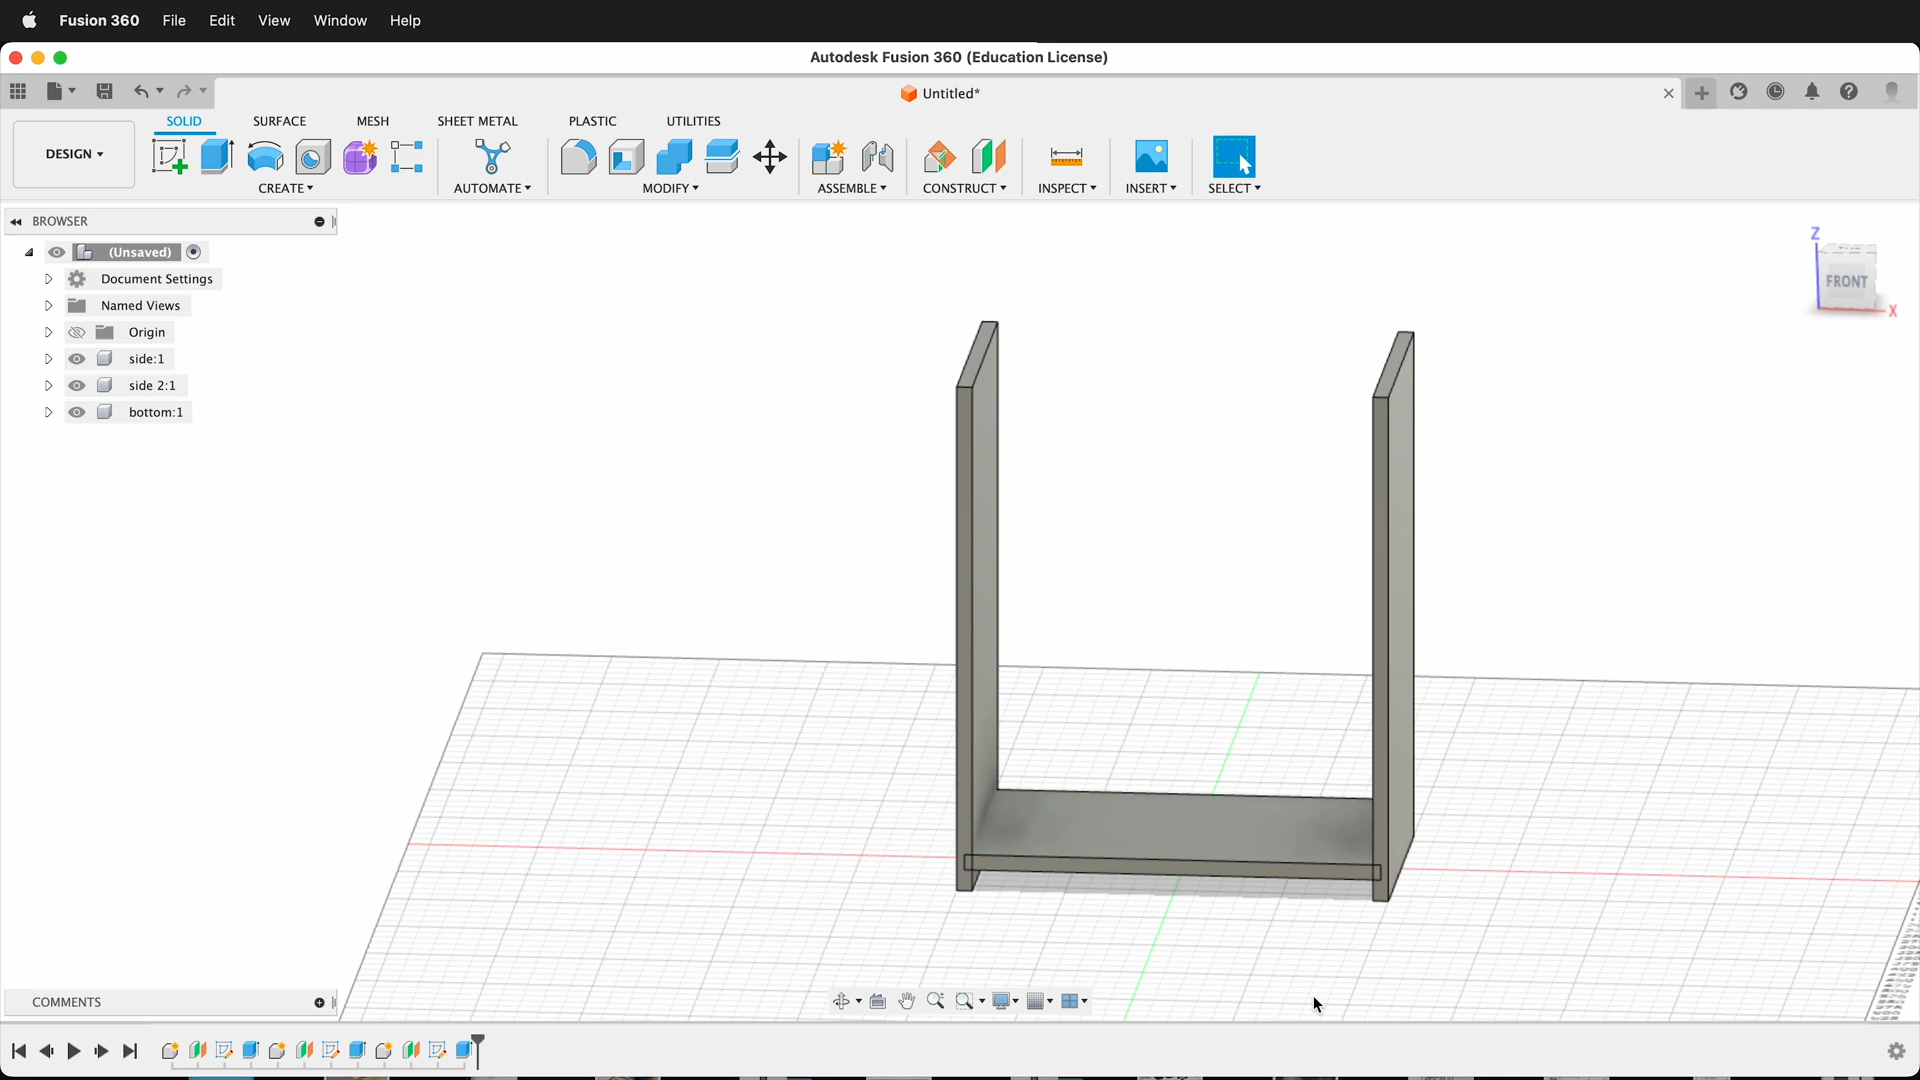 Fusion 360 File Edit View Window Help
Autodesk Fusion 360 (Education License)
Untitled*
DESIGN
SOLID SURFACE MESH SHEET METAL PLASTIC UTILITIES
CREATE AUTOMATE MODIFY ASSEMBLE CONSTRUCT INSPECT INSERT SELECT
BROWSER
(Unsaved)
Document Settings
Named Views
Origin
side:1
side 2:1
bottom:1
Z
FRONT
X
COMMENTS